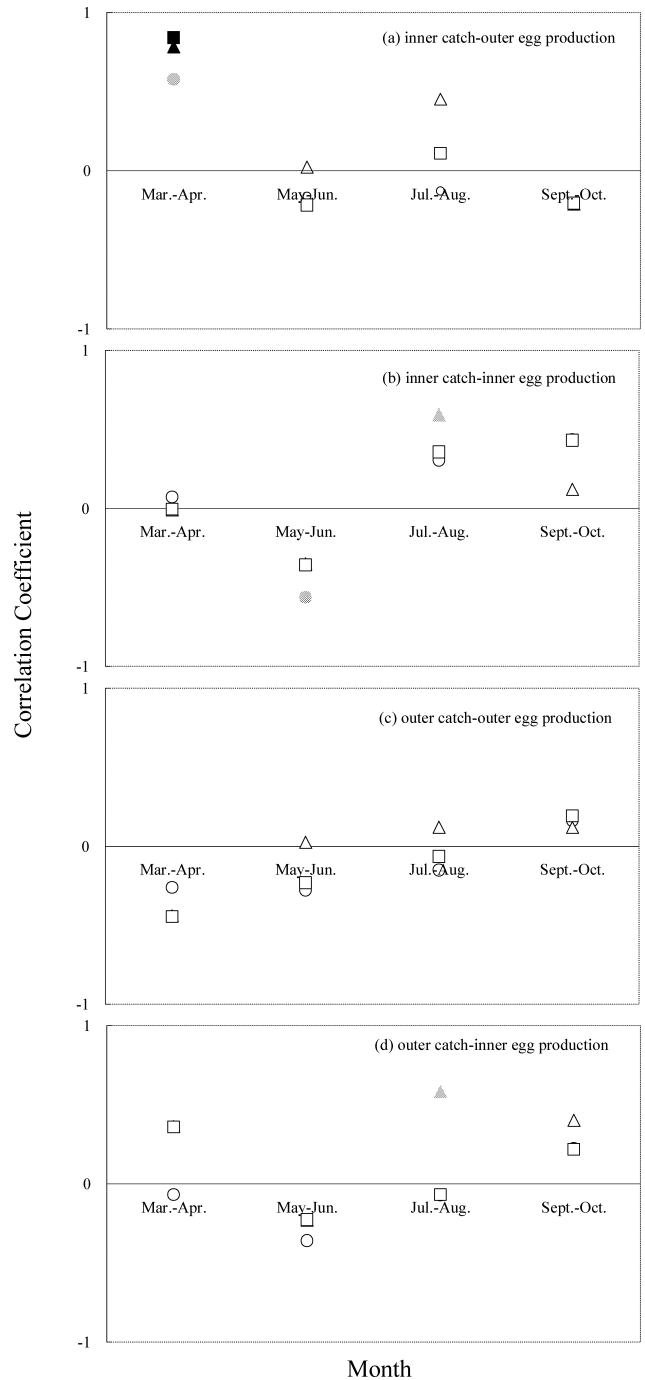 1
(a) inner catch-outer egg production
0
Mar.-Apr. May-Jun. Jul.-Aug. Sept.-Oct.
-1
1
(b) inner catch-inner egg production
0
Mar.-Apr. May-Jun. Jul.-Aug. Sept.-Oct.
-1
Correlation Coefficient
1
(c) outer catch-outer egg production
0
Mar.-Apr. May-Jun. Jul.-Aug. Sept.-Oct.
-1
1
(d) outer catch-inner egg production
0
Mar.-Apr. May-Jun. Jul.-Aug. Sept.-Oct.
-1
Month